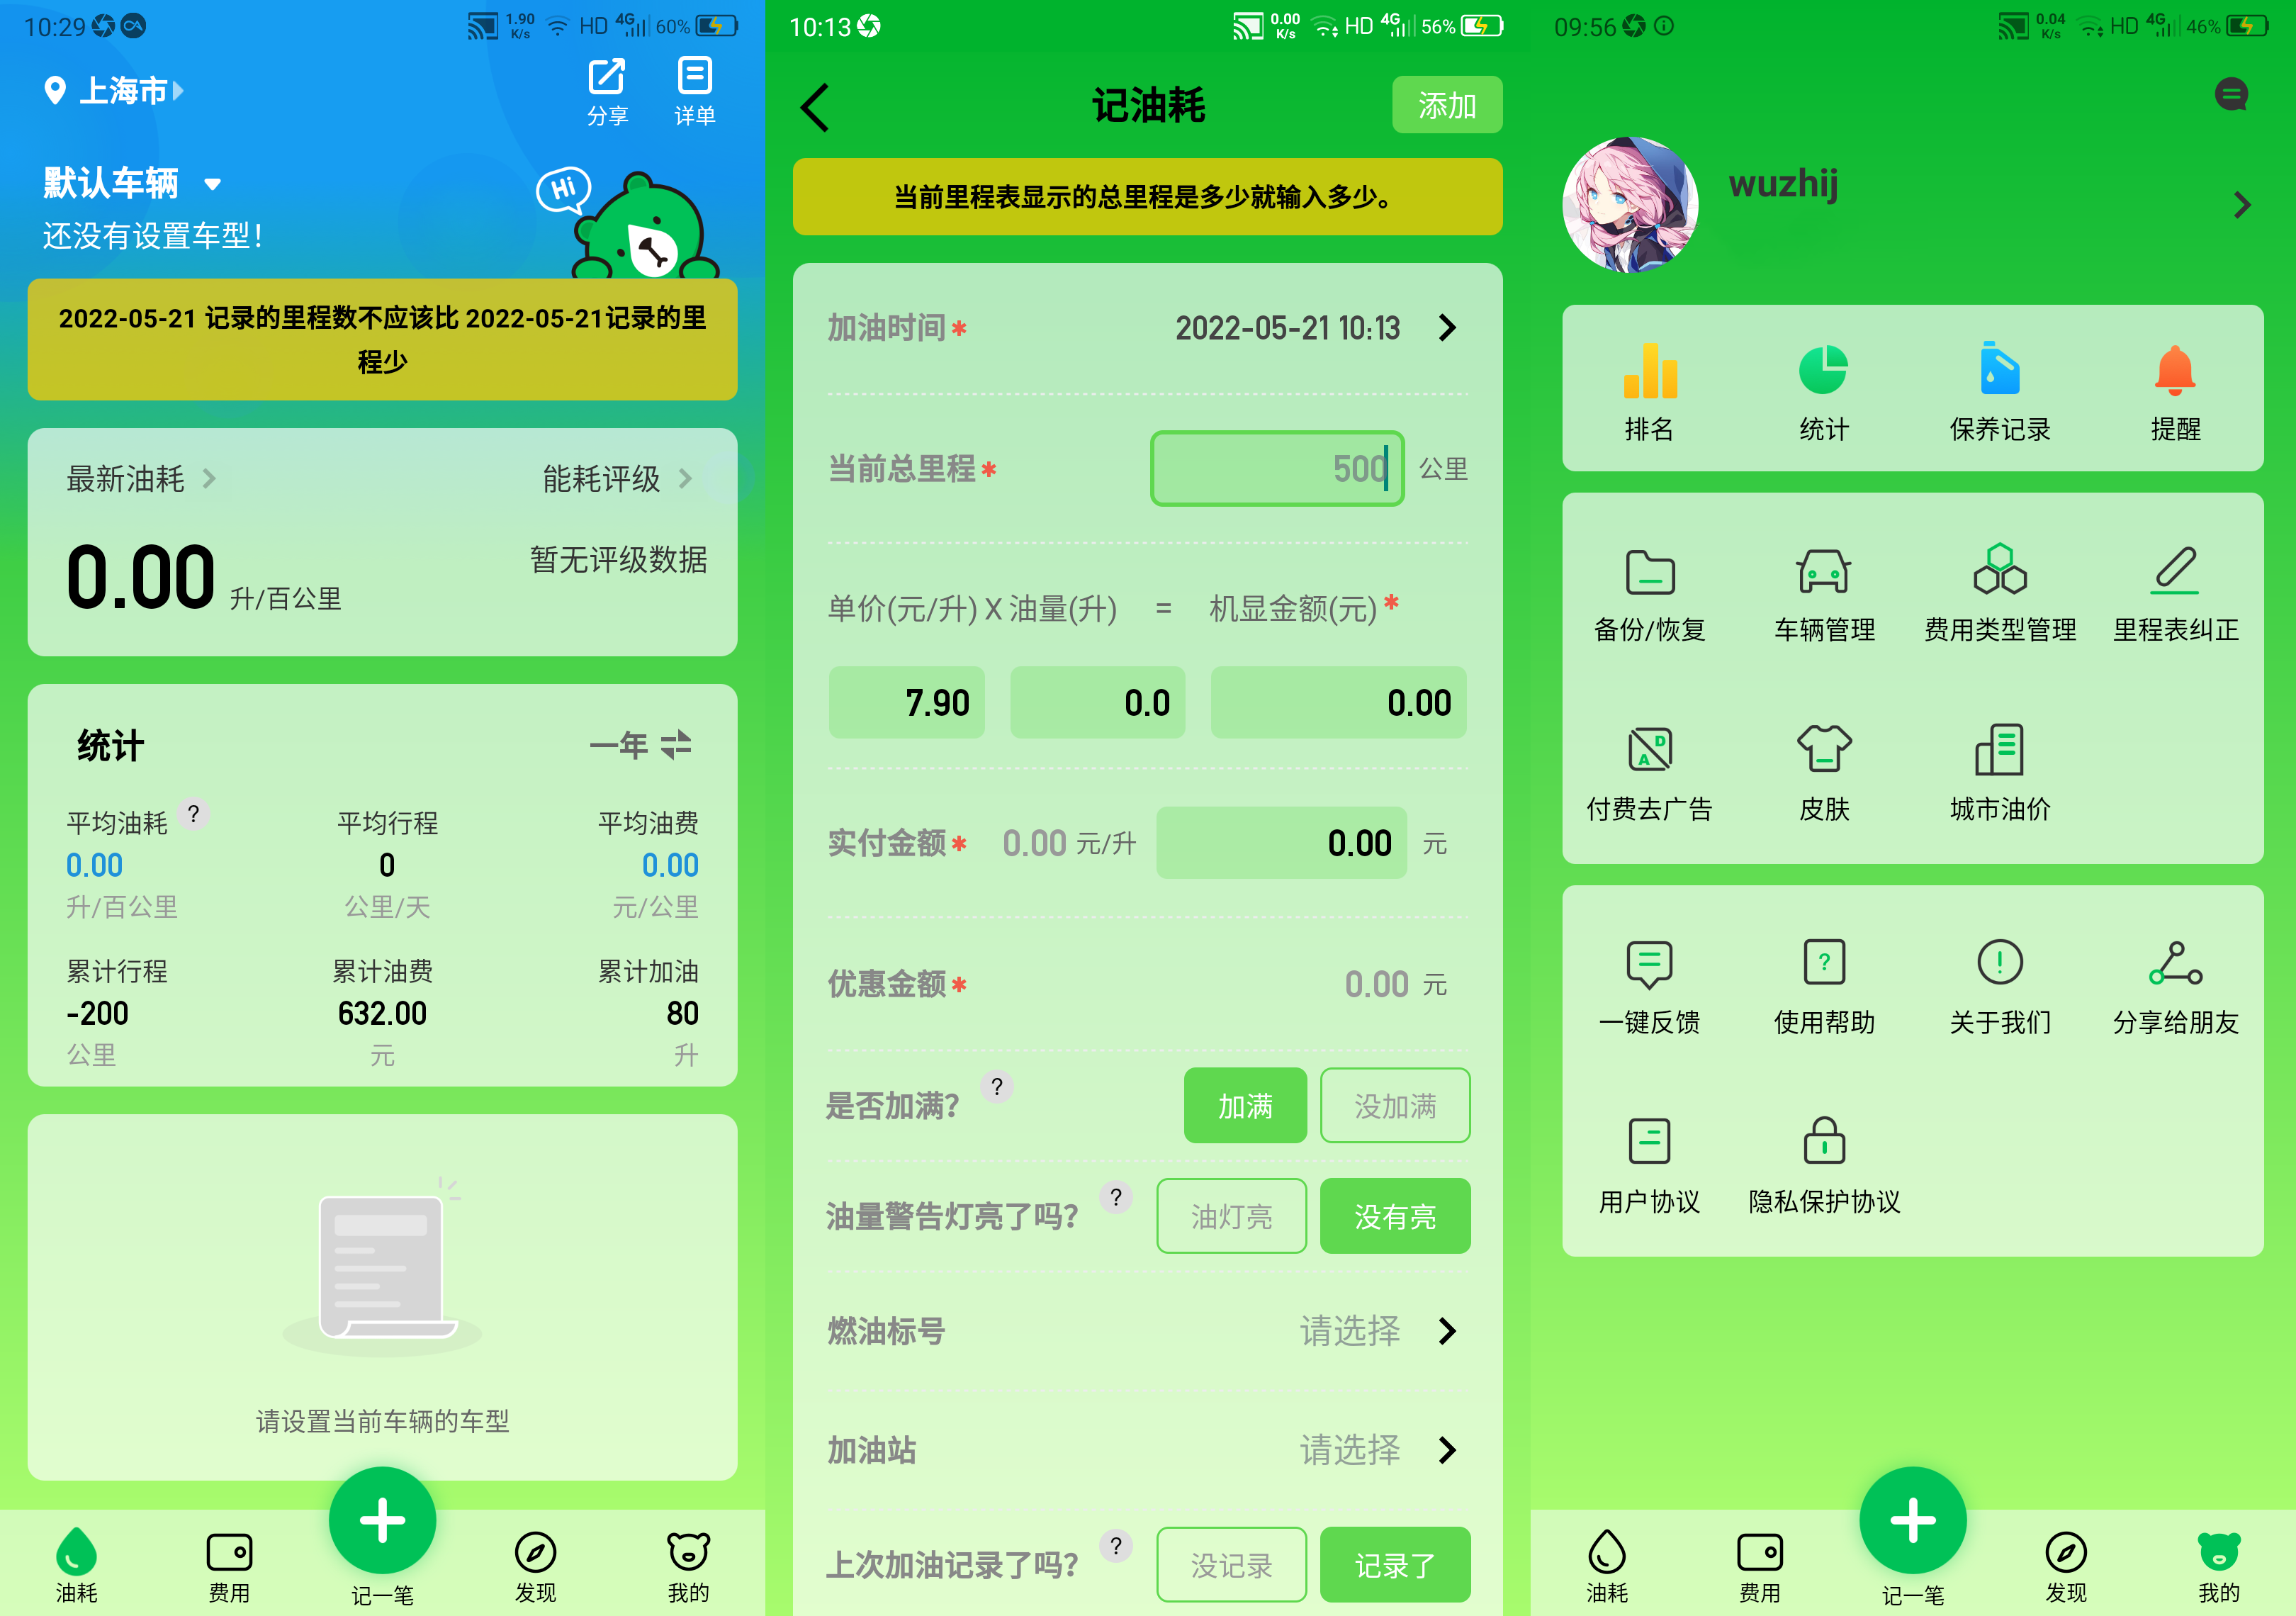 10:29
1.90 K/s HD 4G 60%
上海市
分享
详单
默认车辆
还没有设置车型!
Hi
2022-05-21 记录的里程数不应该比 2022-05-21记录的里
程少
最新油耗
能耗评级
0.00 升/百公里
暂无评级数据
统计
一年
平均油耗 ?
平均行程
平均油费
0.00
0
0.00
升/百公里
公里/天
元/公里
累计行程
累计油费
累计加油
-200
632.00
80
公里
元
升
请设置当前车辆的车型
油耗
费用
记一笔
发现
我的
10:13
0.00 K/s HD 4G 56%
记油耗
添加
当前里程表显示的总里程是多少就输入多少。
加油时间* 2022-05-21 10:13
当前总里程* 500 公里
单价(元/升) X 油量(升) = 机显金额(元)*
7.90 0.0 0.00
实付金额* 0.00 元/升 0.00 元
优惠金额* 0.00 元
是否加满? ? 加满 没加满
油量警告灯亮了吗? ? 油灯亮 没有亮
燃油标号 请选择
加油站 请选择
上次加油记录了吗? ? 没记录 记录了
09:56
0.04 K/s HD 4G 46%
wuzhij
排名
统计
保养记录
提醒
备份/恢复
车辆管理
费用类型管理
里程表纠正
A D
付费去广告
皮肤
城市油价
一键反馈
使用帮助
关于我们
分享给朋友
用户协议
隐私保护协议
油耗
费用
记一笔
发现
我的